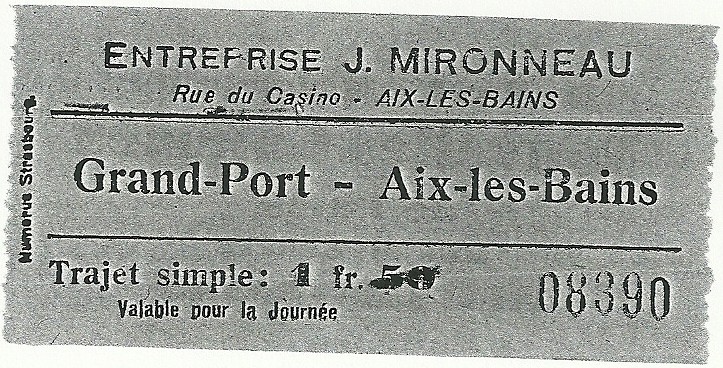 ENTREPRISE J. MIRONNEAU
Rue du Casino - AIX-LES-BAINS
Grand-Port - Aix-les-Bains
Trajet simple: 1 fr. 50
Valable pour la Journée
08390
Numerus Strasbourg